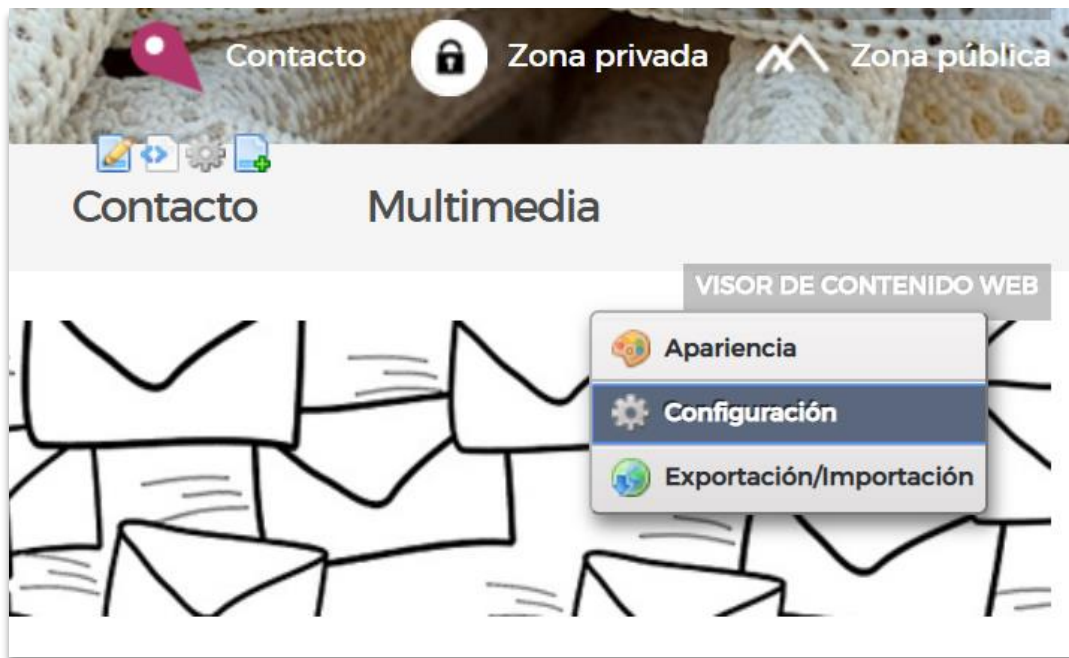 Contacto Zona privada Zona pública
Contacto Multimedia
VISOR DE CONTENIDO WEB
Apariencia
Configuración
Exportación/Importación